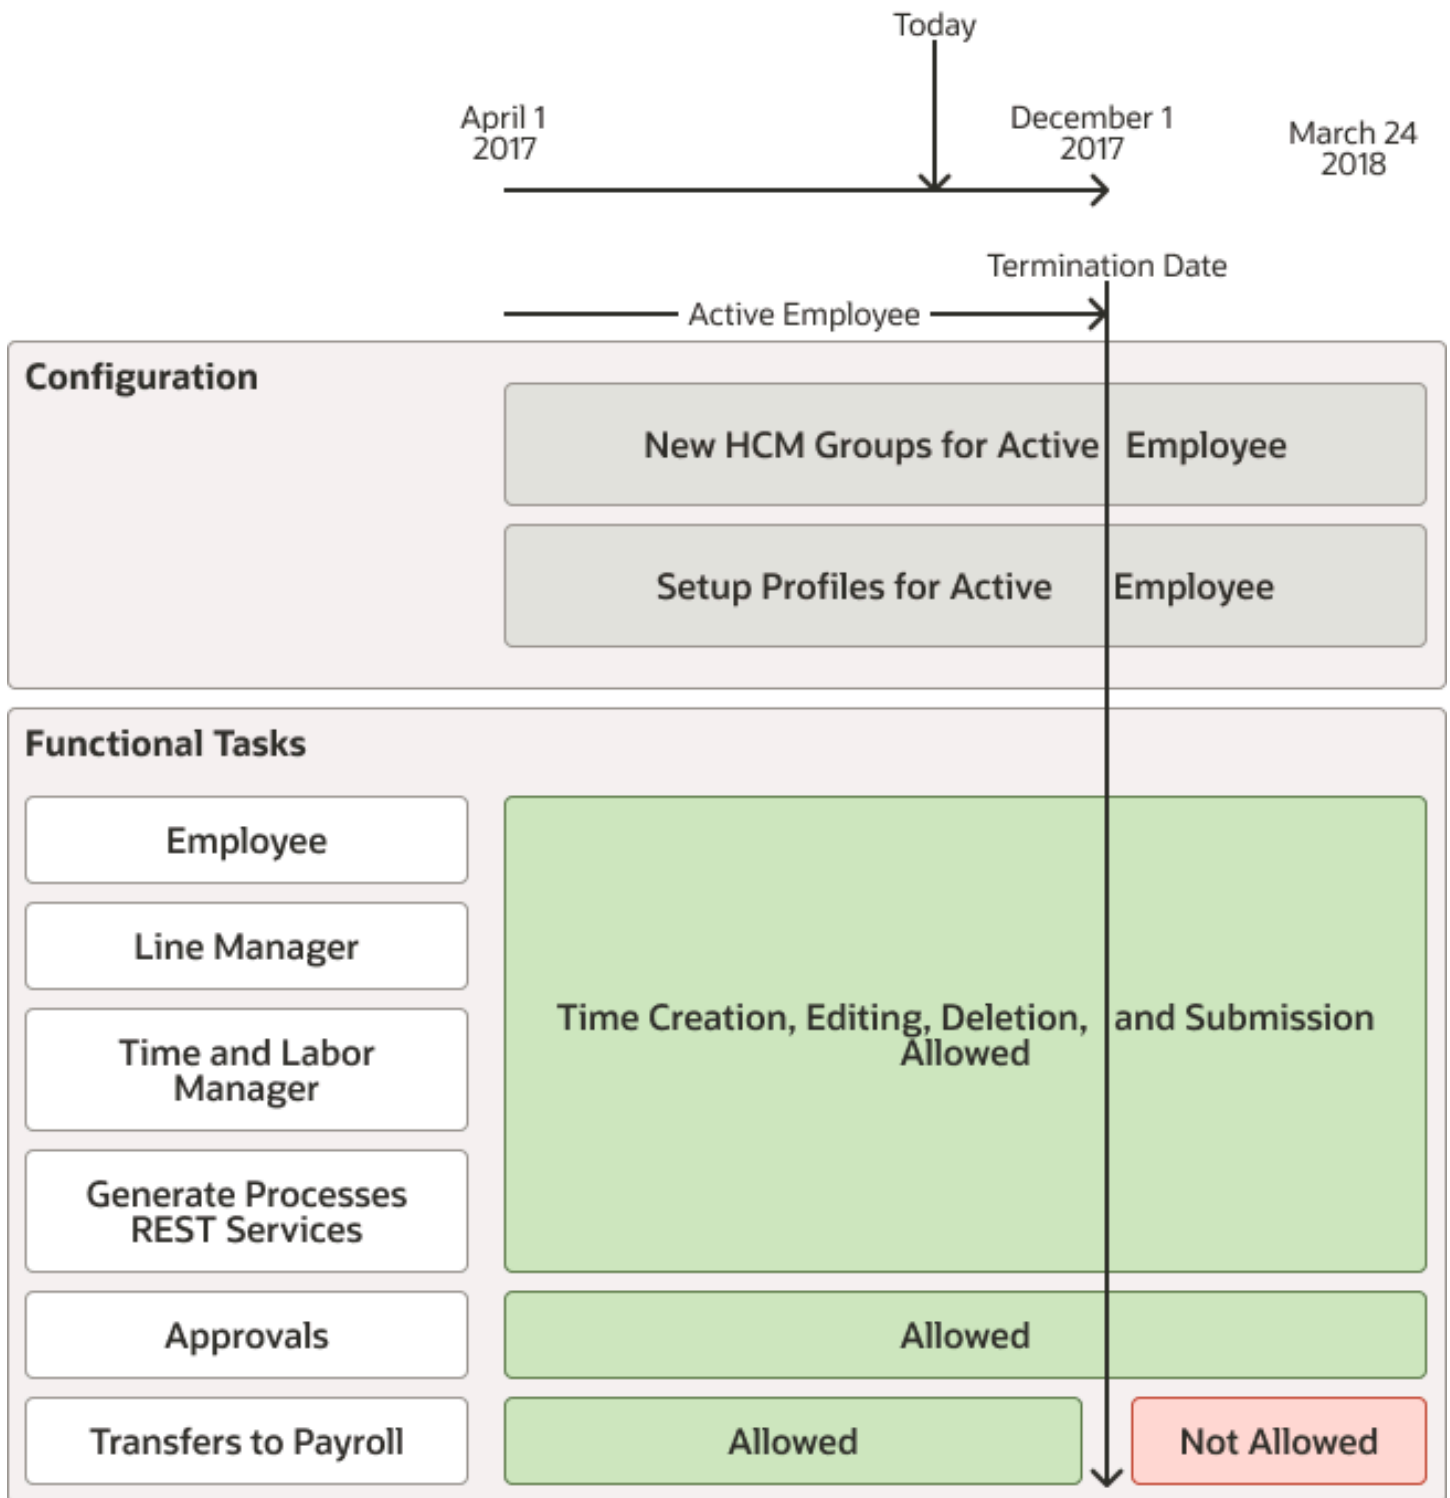 Today
April 1
2017
December 1
2017
March 24
2018
Termination Date
Active Employee
Configuration
New HCM Groups for Active Employee
Setup Profiles for Active Employee
Functional Tasks
Employee
Line Manager
Time and Labor
Manager
Generate Processes
REST Services
Time Creation, Editing, Deletion, and Submission
Allowed
Approvals
Allowed
Transfers to Payroll
Allowed
Not Allowed